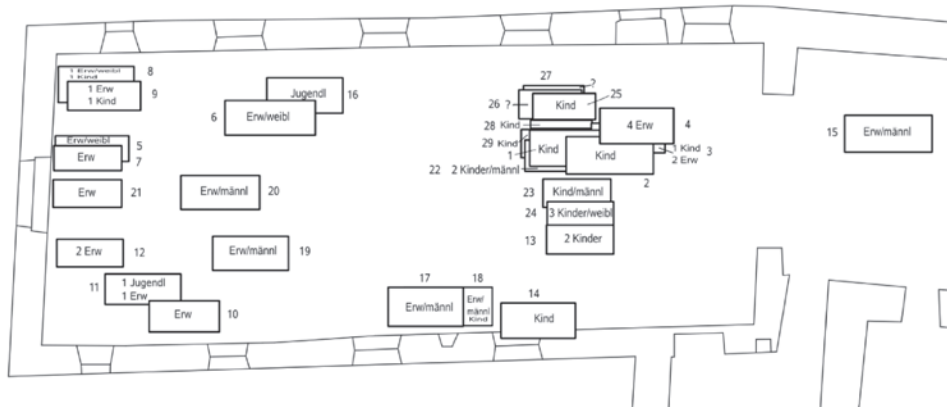 27
1 Erw/weibl
8
1 Kind
?
1 Erw
1 Kind
9
Jugendl
16
26 ?
Kind
25
6
Erw/weibl
28 Kind
4 Erw
4
15
Erw/männl
Erw/weibl
5
29 Kind
1
Kind
Kind
1 Kind
2 Erw
3
Erw
7
22
2 Kinder/männl
2
Erw
21
Erw/männl
20
23
Kind/männl
24
3 Kinder/weibl
13
2 Kinder
2 Erw
12
Erw/männl
19
11
1 Jugendl
1 Erw
17
18
14
Erw
10
Erw/männl
Erw/
männl
Kind
Kind